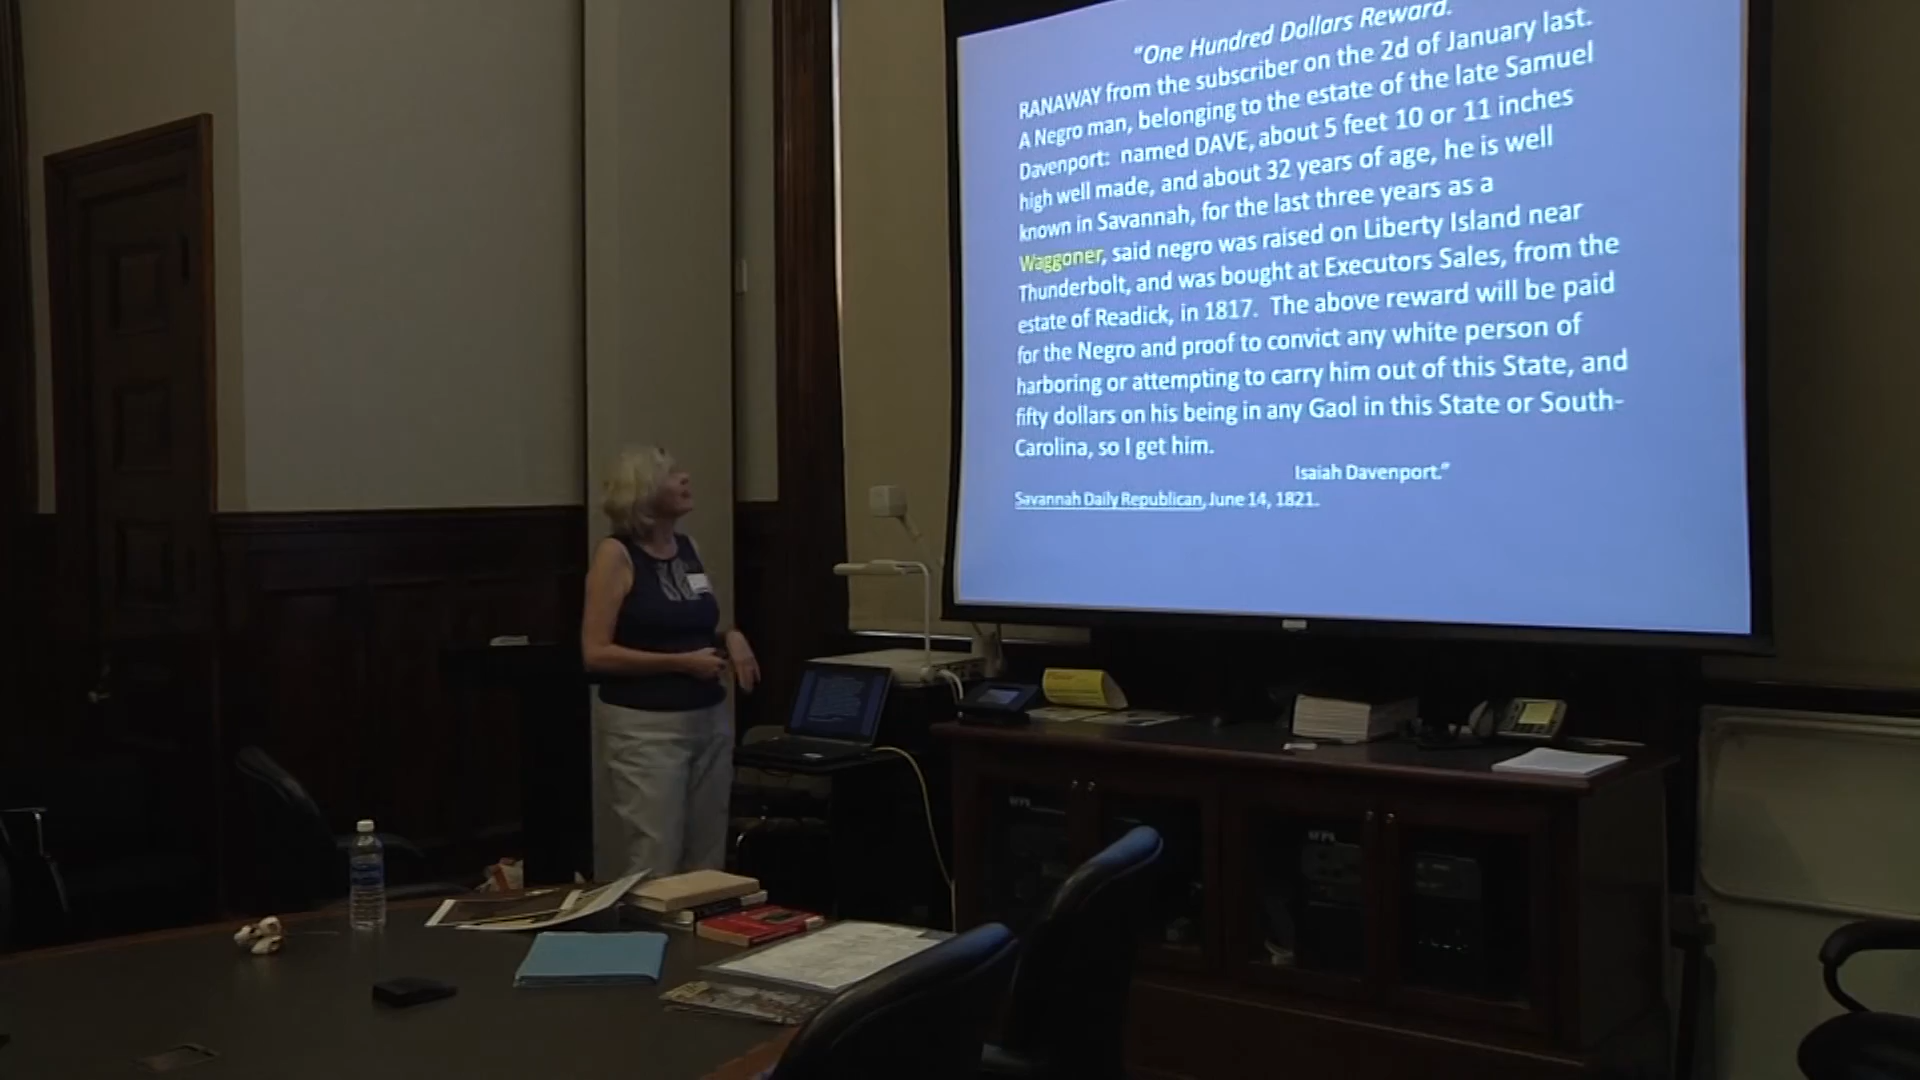 "One Hundred Dollars Reward.
RANAWAY from the subscriber on the 2d of January last.
A Negro man, belonging to the estate of the late Samuel
Davenport: named DAVE, about 5 feet 10 or 11 inches
high well made, and about 32 years of age, he is well
known in Savannah, for the last three years as a
Waggoner, said negro was raised on Liberty Island near
Thunderbolt, and was bought at Executors Sales, from the
estate of Readick, in 1817. The above reward will be paid
for the Negro and proof to convict any white person of
harboring or attempting to carry him out of this State, and
fifty dollars on his being in any Gaol in this State or South-
Carolina, so I get him.
Isaiah Davenport."
Savannah Daily Republican, June 14, 1821.